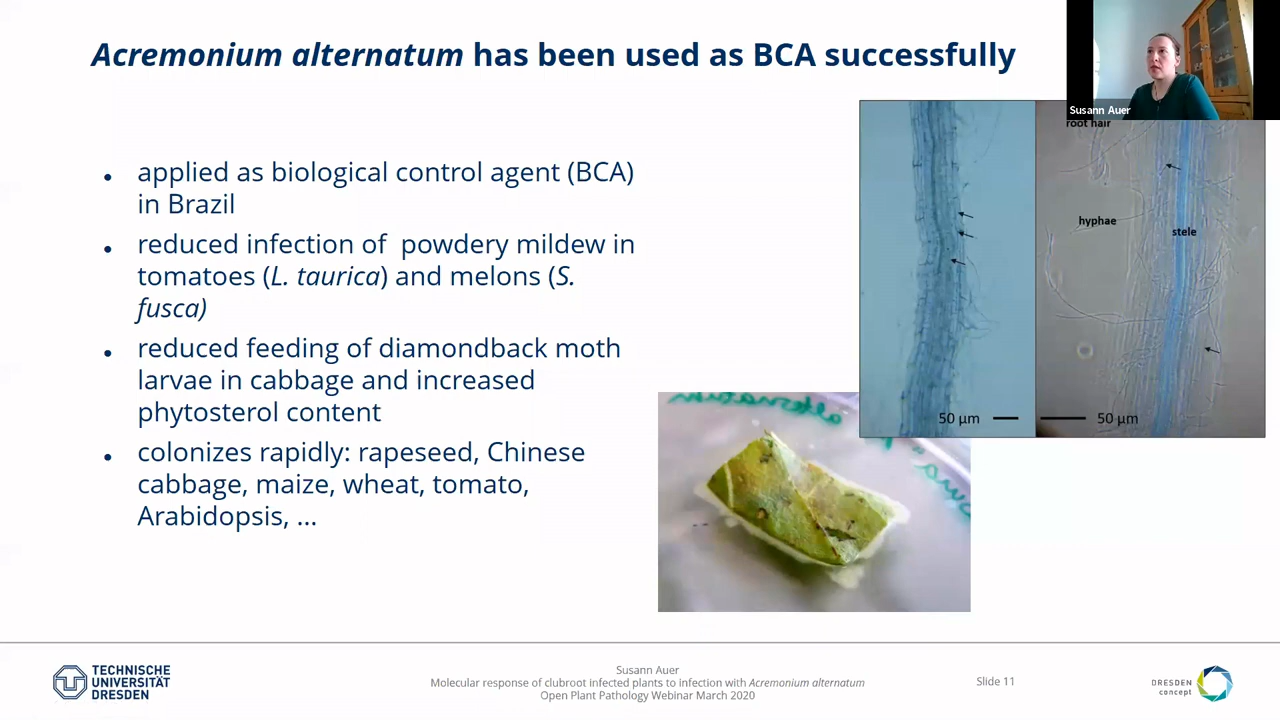 Acremonium alternatum has been used as BCA successfully
Susann Auer
• applied as biological control agent (BCA)
in Brazil
• reduced infection of powdery mildew in
tomatoes (L. taurica) and melons (S.
fusca)
• reduced feeding of diamondback moth
larvae in cabbage and increased
phytosterol content
• colonizes rapidly: rapeseed, Chinese
cabbage, maize, wheat, tomato,
Arabidopsis, ...
root hair
hyphae
stele
50 µm
50 µm
alternatum
TECHNISCHE
UNIVERSITÄT
DRESDEN
Susann Auer
Molecular response of clubroot infected plants to infection with Acremonium alternatum
Open Plant Pathology Webinar March 2020
Slide 11
DRESDEN
concept